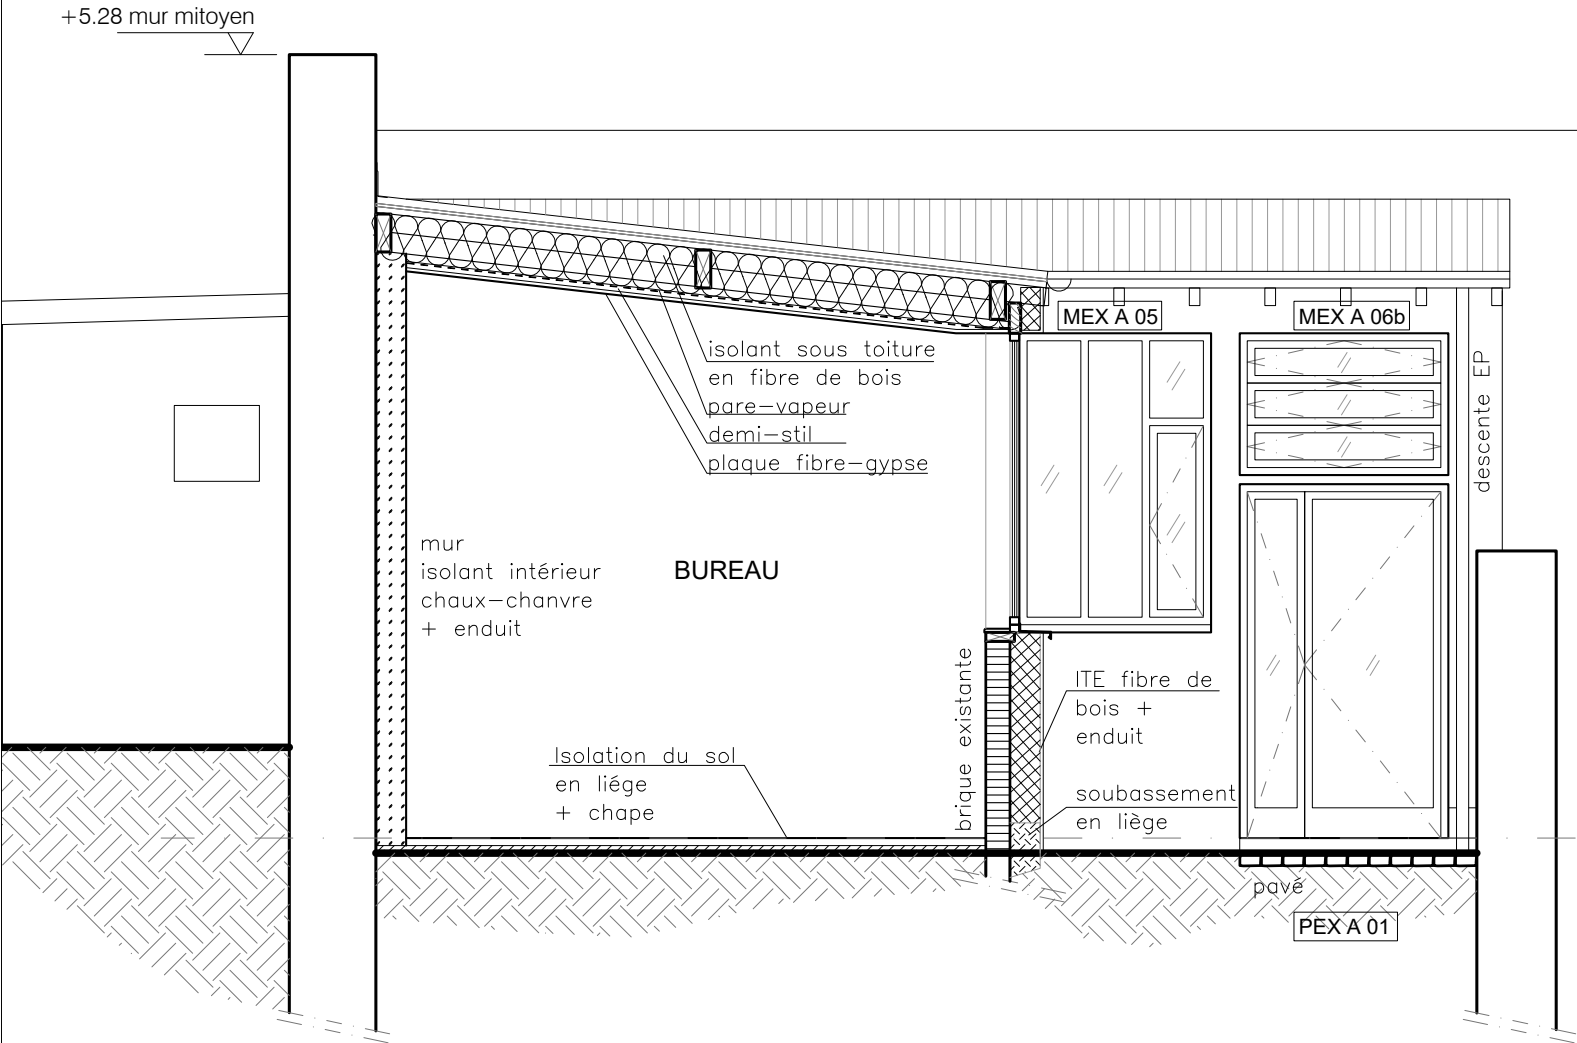 +5.28 mur mitoyen
MEX A 05
MEX A 06b
isolant sous toiture
en fibre de bois
pare-vapeur
demi-stil
plaque fibre-gypse
descente EP
mur
isolant intérieur
chaux-chanvre
+ enduit
BUREAU
brique existante
ITE fibre de
bois +
enduit
Isolation du sol
en liége
+ chape
soubassement
en liège
pavé
PEX A 01